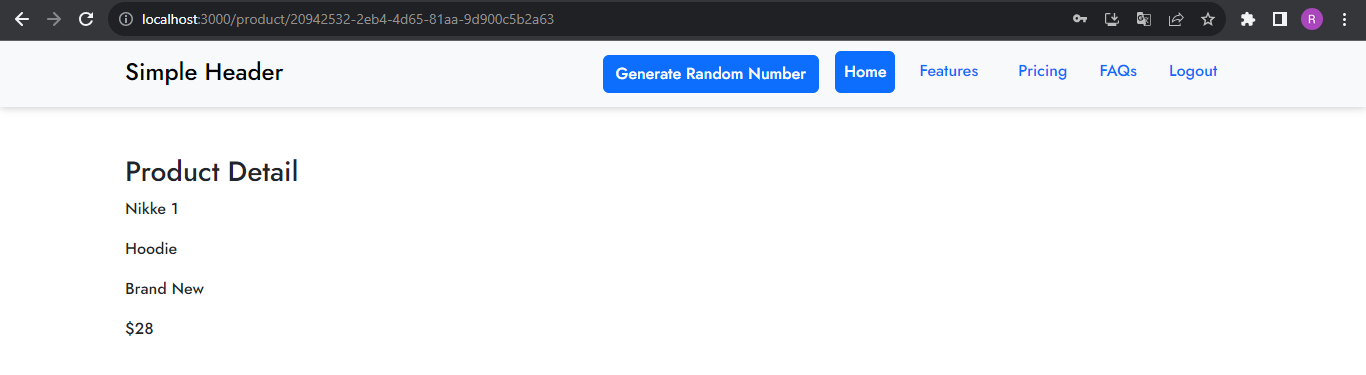 localhost:3000/product/20942532-2eb4-4d65-81aa-9d900c5b2a63
R
Simple Header
Generate Random Number
Home
Features
Pricing
FAQs
Logout
Product Detail
Nikke 1
Hoodie
Brand New
$28